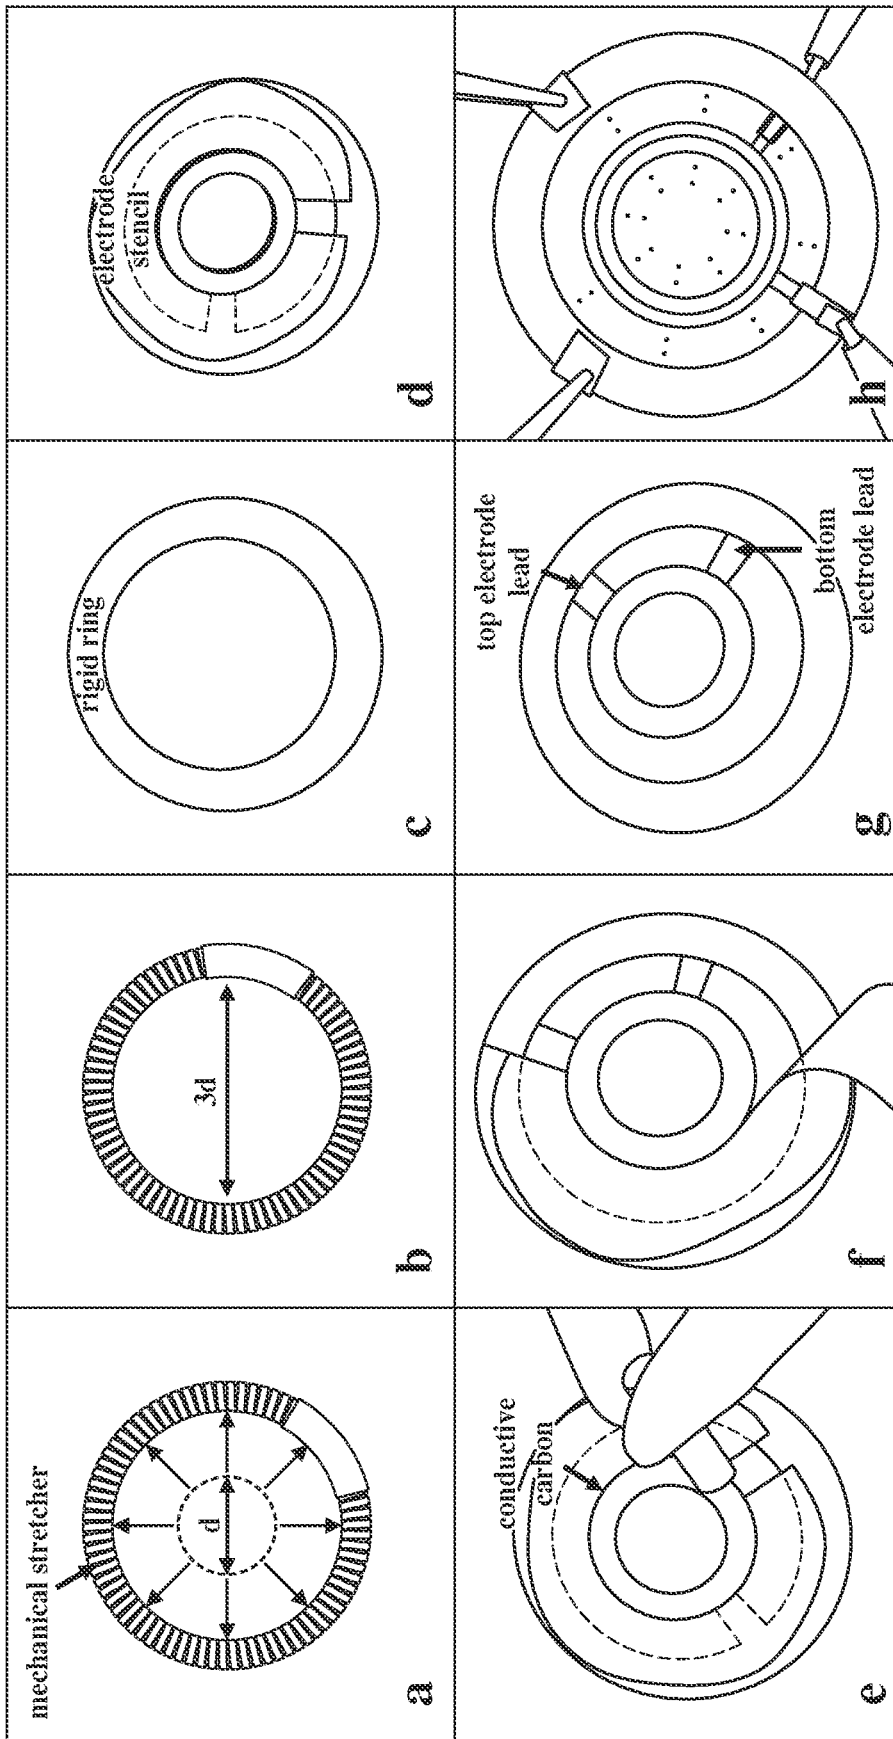 mechanical stretcher
d
a
3d
b
rigid ring
c
electrode
stencil
d
conductive
carbon
e
f
top electrode
lead
bottom
electrode lead
g
h